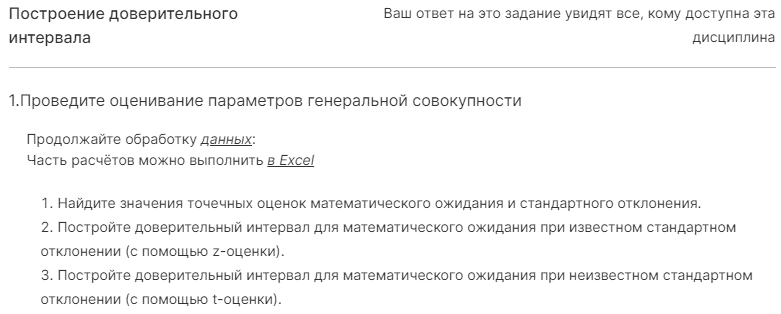 Построение доверительного
интервала
Ваш ответ на это задание увидят все, кому доступна эта
дисциплина
1.Проведите оценивание параметров генеральной совокупности
Продолжайте обработку данных:
Часть расчётов можно выполнить в Excel
1. Найдите значения точечных оценок математического ожидания и стандартного отклонения.
2. Постройте доверительный интервал для математического ожидания при известном стандартном
отклонении (с помощью z-оценки).
3. Постройте доверительный интервал для математического ожидания при неизвестном стандартном
отклонении (с помощью t-оценки).